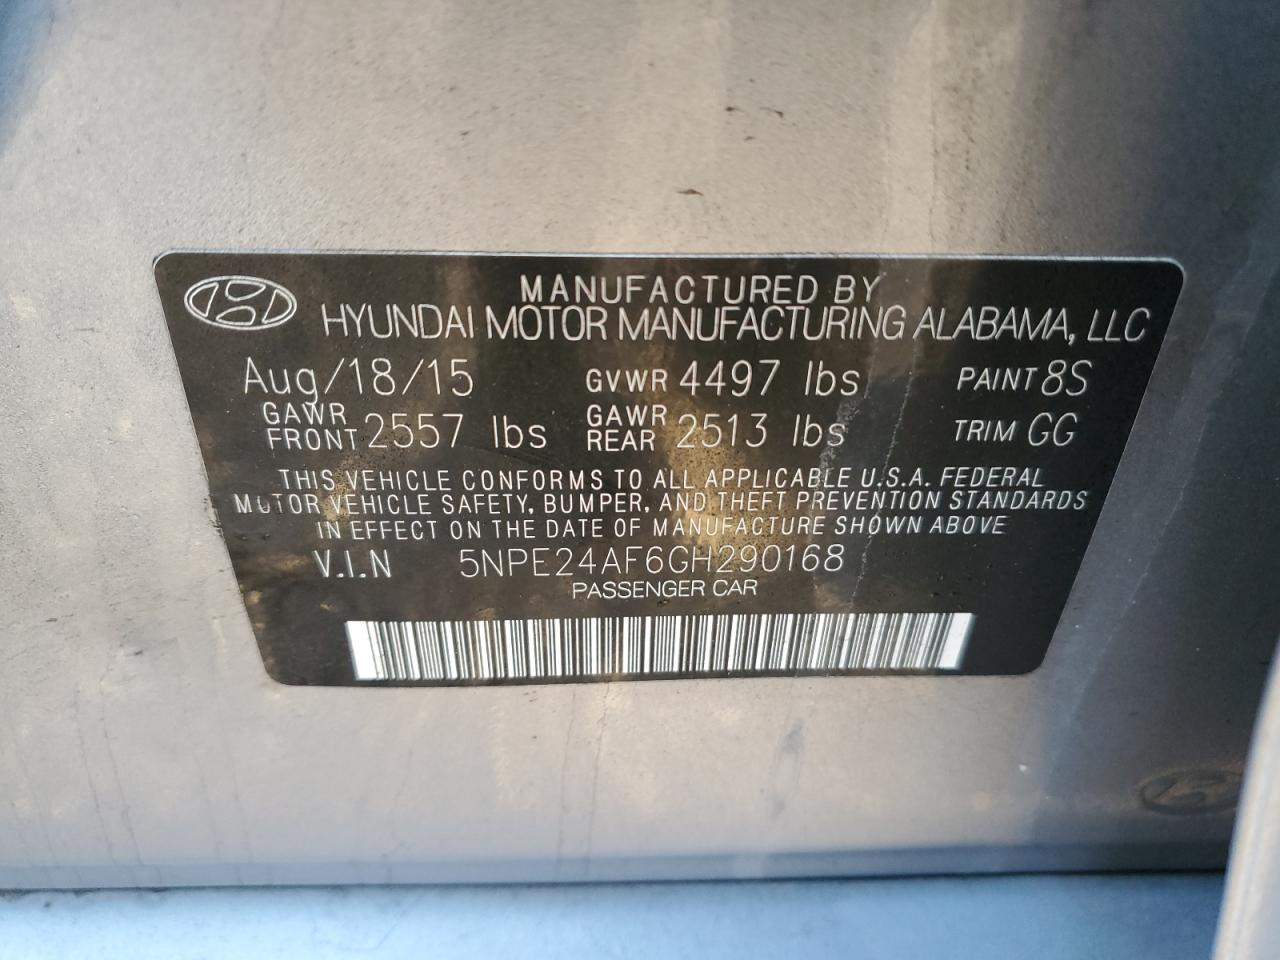 MANUFACTURED BY
HYUNDAI MOTOR MANUFACTURING ALABAMA, LLC
Aug/18/15 GVWR 4497 lbs PAINT 8S
GAWR FRONT 2557 lbs GAWR REAR 2513 lbs TRIM GG
THIS VEHICLE CONFORMS TO ALL APPLICABLE U.S.A. FEDERAL
MOTOR VEHICLE SAFETY, BUMPER, AND THEFT PREVENTION STANDARDS
IN EFFECT ON THE DATE OF MANUFACTURE SHOWN ABOVE
V.I.N 5NPE24AF6GH290168
PASSENGER CAR